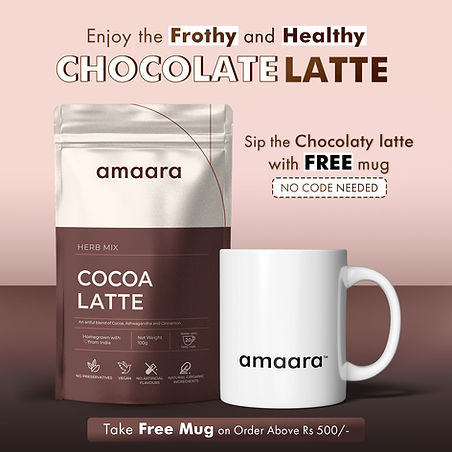 Enjoy the Frothy and Healthy
CHOCOLATE LATTE
Sip the Chocolaty latte
with FREE mug
NO CODE NEEDED
amaara
HERB MIX
COCOA
LATTE
An artful blend of Cocoa, Ashwagandha and Cinnamon
Homegrown with
from India
Net Weight
100g
20
NO PRESERVATIVES
VEGAN
NO ARTIFICIAL
FLAVOURS
NATURAL+ORGANIC
INGREDIENTS
amaara™
Take Free Mug on Order Above Rs 500/-